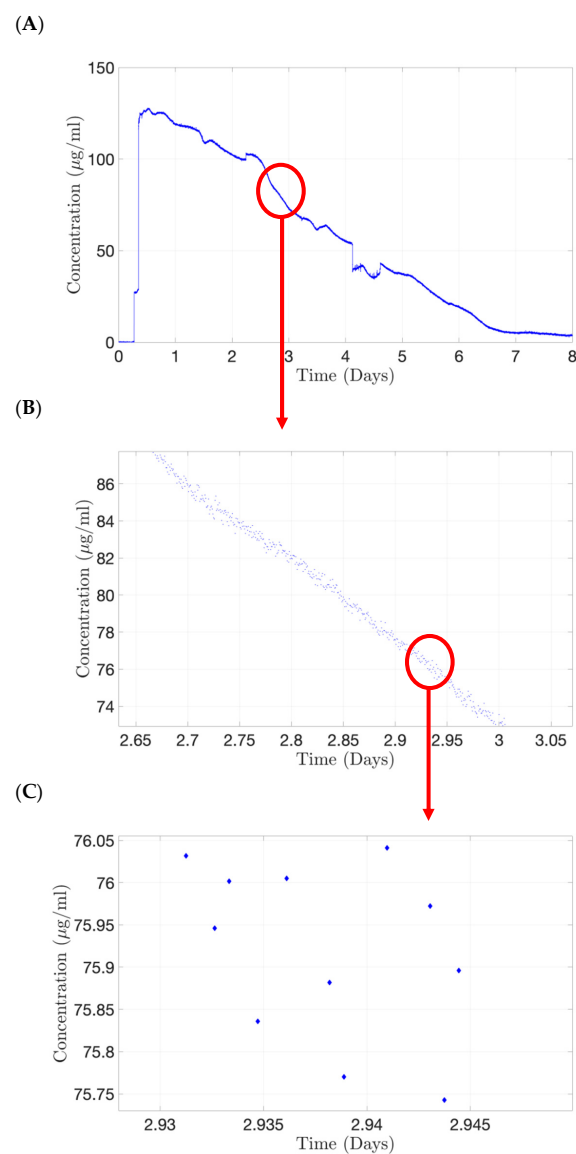 (A)
150
100
50
0
Concentration (μg/ml)
0 1 2 3 4 5 6 7 8
Time (Days)
(B)
86
84
82
80
78
76
74
Concentration (μg/ml)
2.65 2.7 2.75 2.8 2.85 2.9 2.95 3 3.05
Time (Days)
(C)
76.05
76
75.95
75.9
75.85
75.8
75.75
Concentration (μg/ml)
2.93 2.935 2.94 2.945
Time (Days)